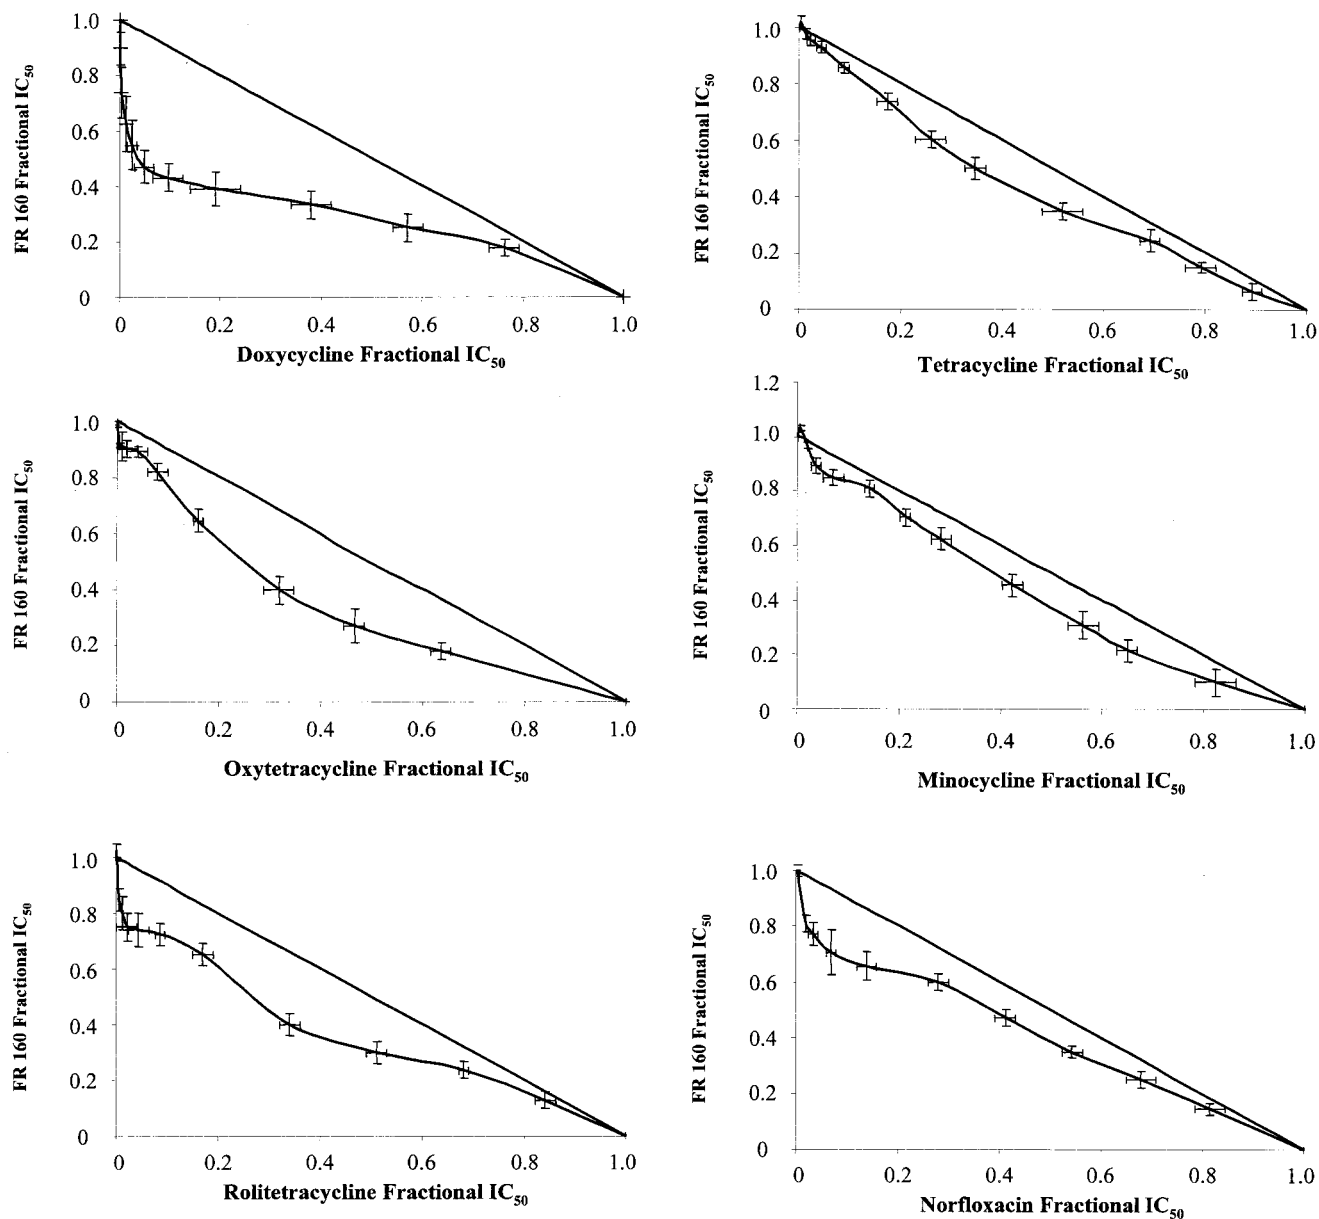 FR 160 Fractional IC50
1.0
0.8
0.6
0.4
0.2
0
0 0.2 0.4 0.6 0.8 1.0
Doxycycline Fractional IC50
FR 160 Fractional IC50
1.0
0.8
0.6
0.4
0.2
0
0 0.2 0.4 0.6 0.8 1.0
Tetracycline Fractional IC50
FR 160 Fractional IC50
1.0
0.8
0.6
0.4
0.2
0
0 0.2 0.4 0.6 0.8 1.0
Oxytetracycline Fractional IC50
FR 160 Fractional IC50
1.2
1.0
0.8
0.6
0.4
0.2
0
0 0.2 0.4 0.6 0.8 1.0
Minocycline Fractional IC50
FR 160 Fractional IC50
1.0
0.8
0.6
0.4
0.2
0
0 0.2 0.4 0.6 0.8 1.0
Rolitetracycline Fractional IC50
FR 160 Fractional IC50
1.0
0.8
0.6
0.4
0.2
0
0 0.2 0.4 0.6 0.8 1.0
Norfloxacin Fractional IC50